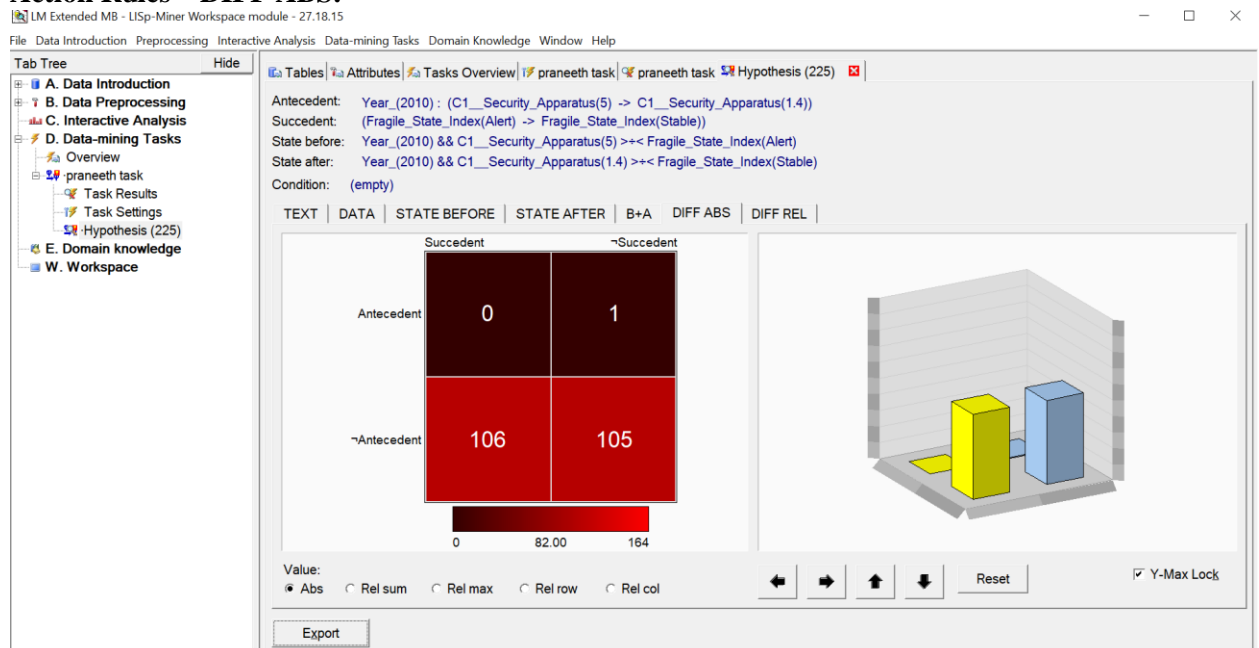 Action Rules – DIFF ABS:
LM Extended MB - LISp-Miner Workspace module - 27.18.15
File Data Introduction Preprocessing Interactive Analysis Data-mining Tasks Domain Knowledge Window Help
Tab Tree Hide
A. Data Introduction
B. Data Preprocessing
C. Interactive Analysis
D. Data-mining Tasks
Overview
·praneeth task
Task Results
Task Settings
·Hypothesis (225)
E. Domain knowledge
W. Workspace
Tables Attributes Tasks Overview praneeth task praneeth task Hypothesis (225)
Antecedent: Year_(2010) : (C1__Security_Apparatus(5) -> C1__Security_Apparatus(1.4))
Succedent: (Fragile_State_Index(Alert) -> Fragile_State_Index(Stable))
State before: Year_(2010) && C1__Security_Apparatus(5) >÷< Fragile_State_Index(Alert)
State after: Year_(2010) && C1__Security_Apparatus(1.4) >÷< Fragile_State_Index(Stable)
Condition: (empty)
TEXT DATA STATE BEFORE STATE AFTER B+A DIFF ABS DIFF REL
Succedent ¬Succedent
Antecedent 0 1
¬Antecedent 106 105
0 82.00 164
Value:
Abs Rel sum Rel max Rel row Rel col
Reset
Y-Max Lock
Export